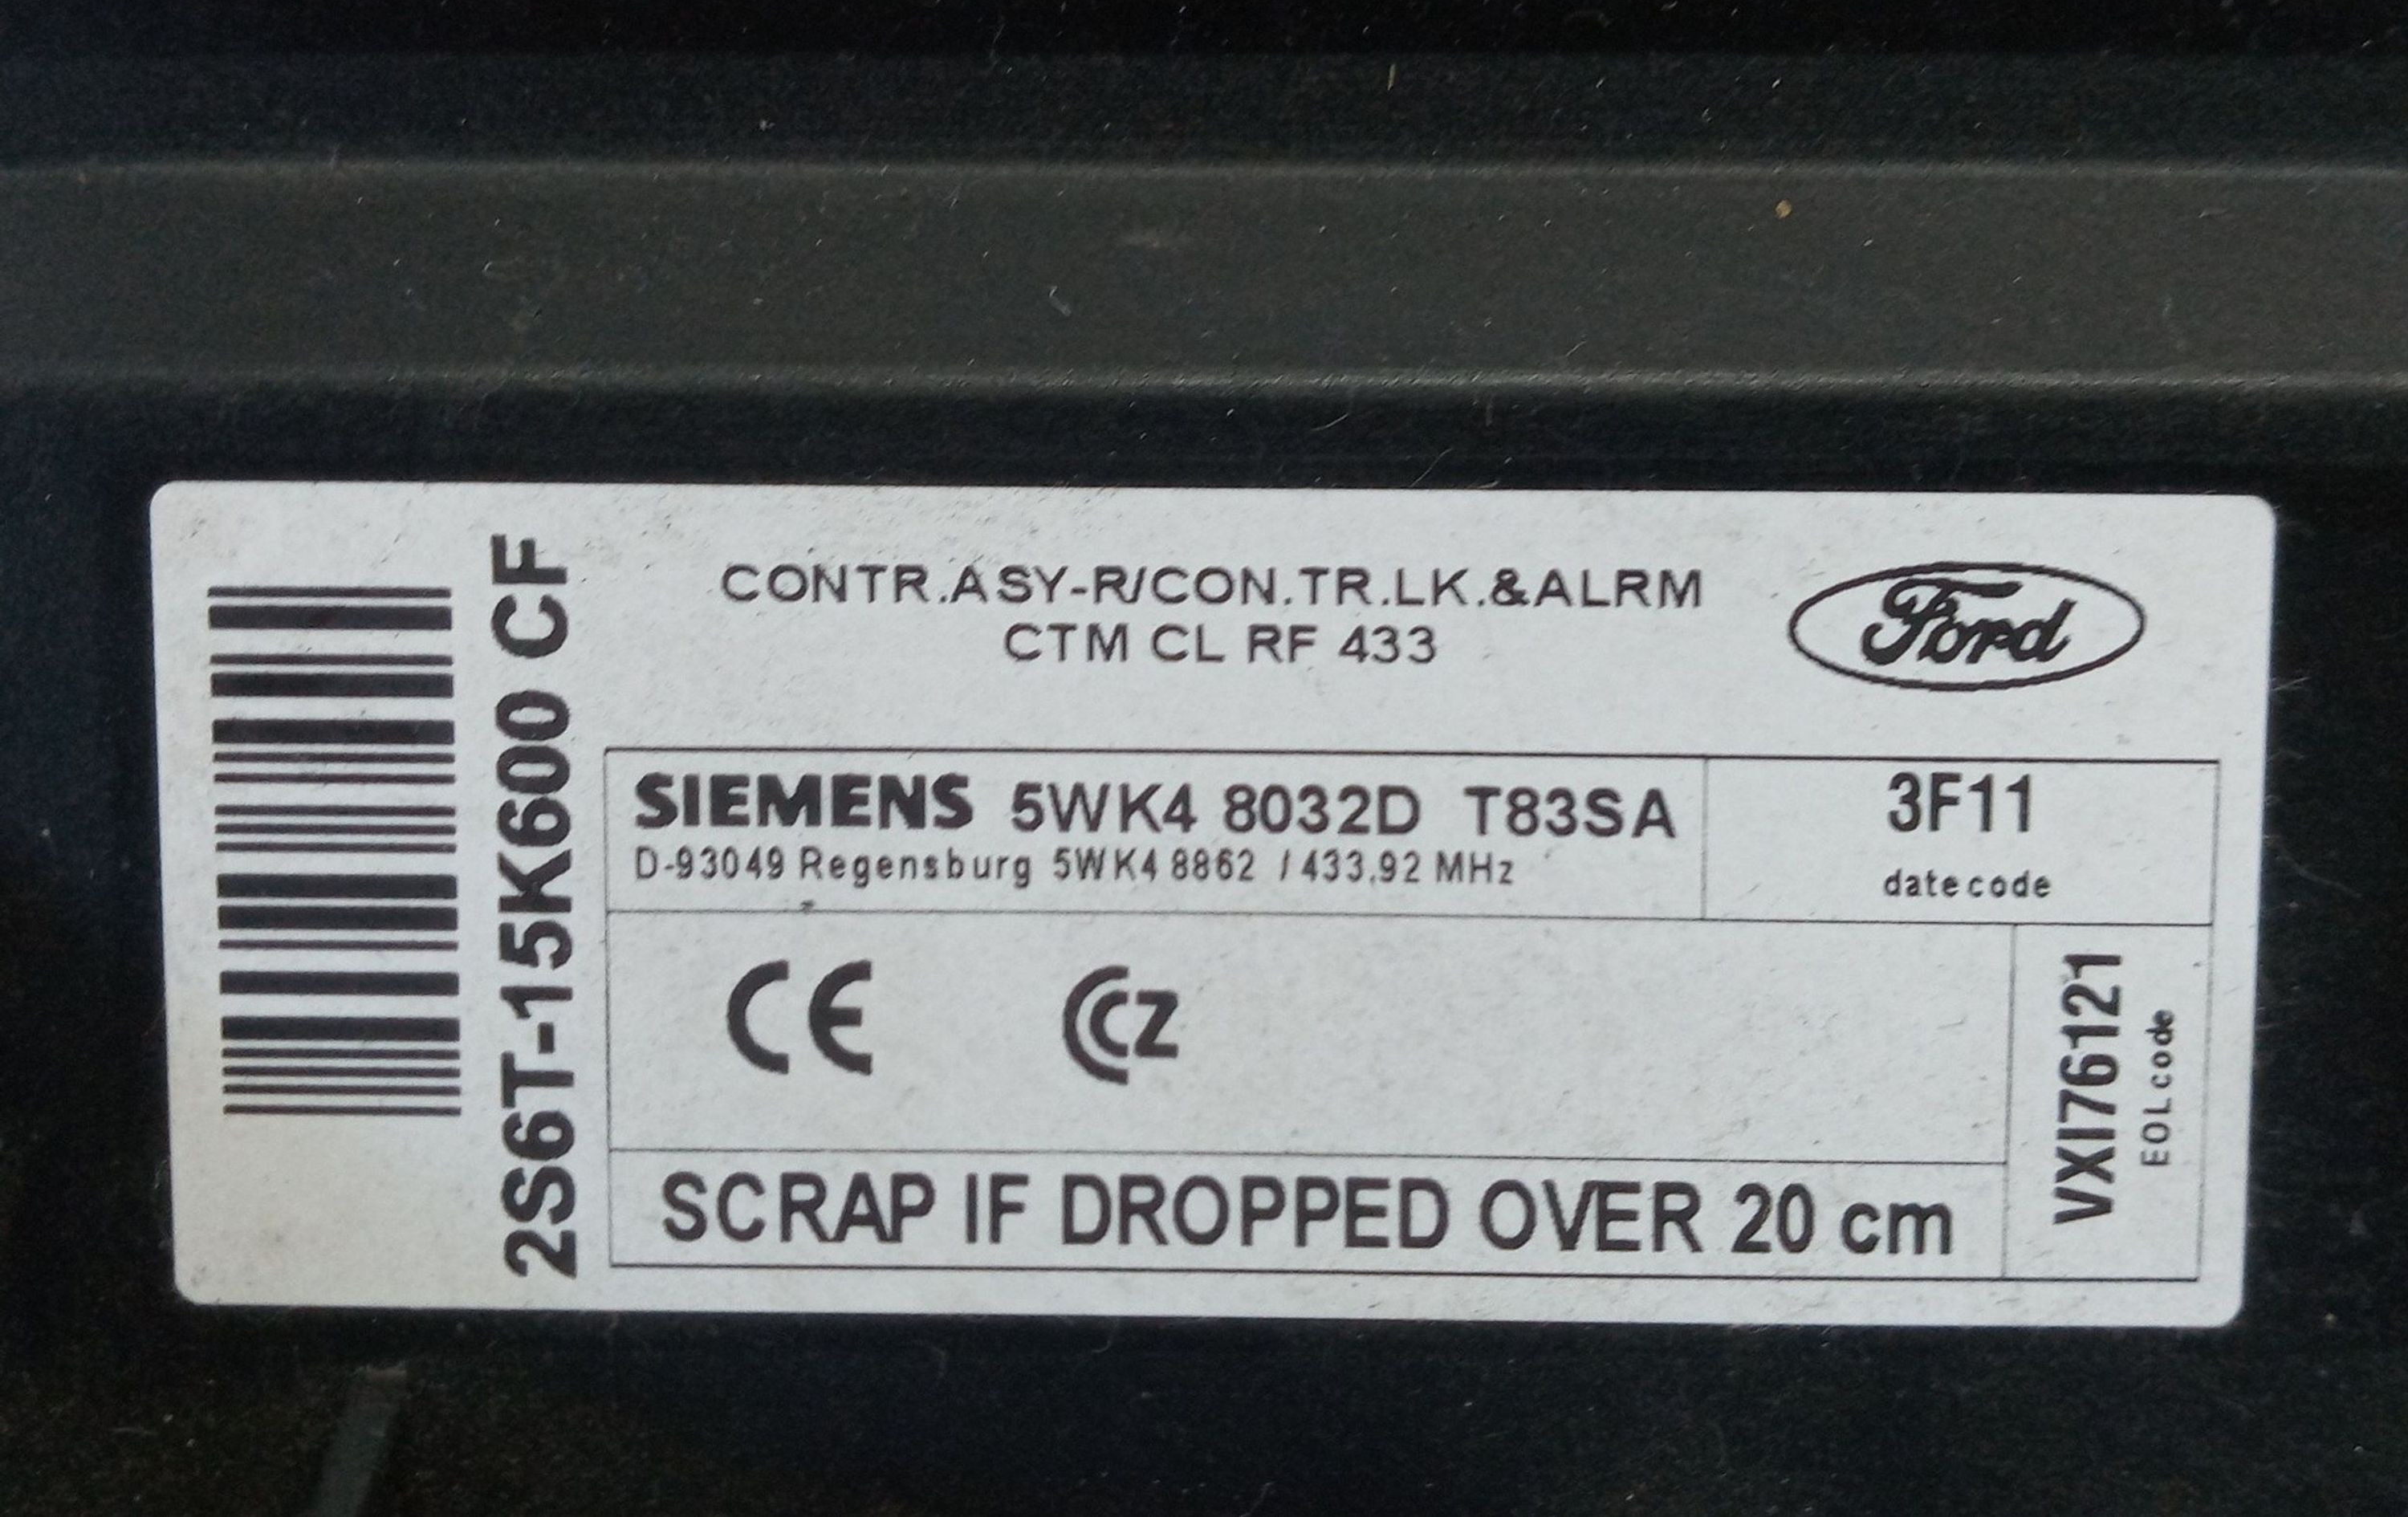 2S6T-15K600 CF
CONTR.ASY-R/CON.TR.LK.&ALRM
CTM CL RF 433
Ford
SIEMENS 5WK4 8032D T83SA
D-93049 Regensburg 5WK4 8862 / 433.92 MHz
3F11
datecode
CE CCZ
VXI76121
EOLcode
SCRAP IF DROPPED OVER 20 cm